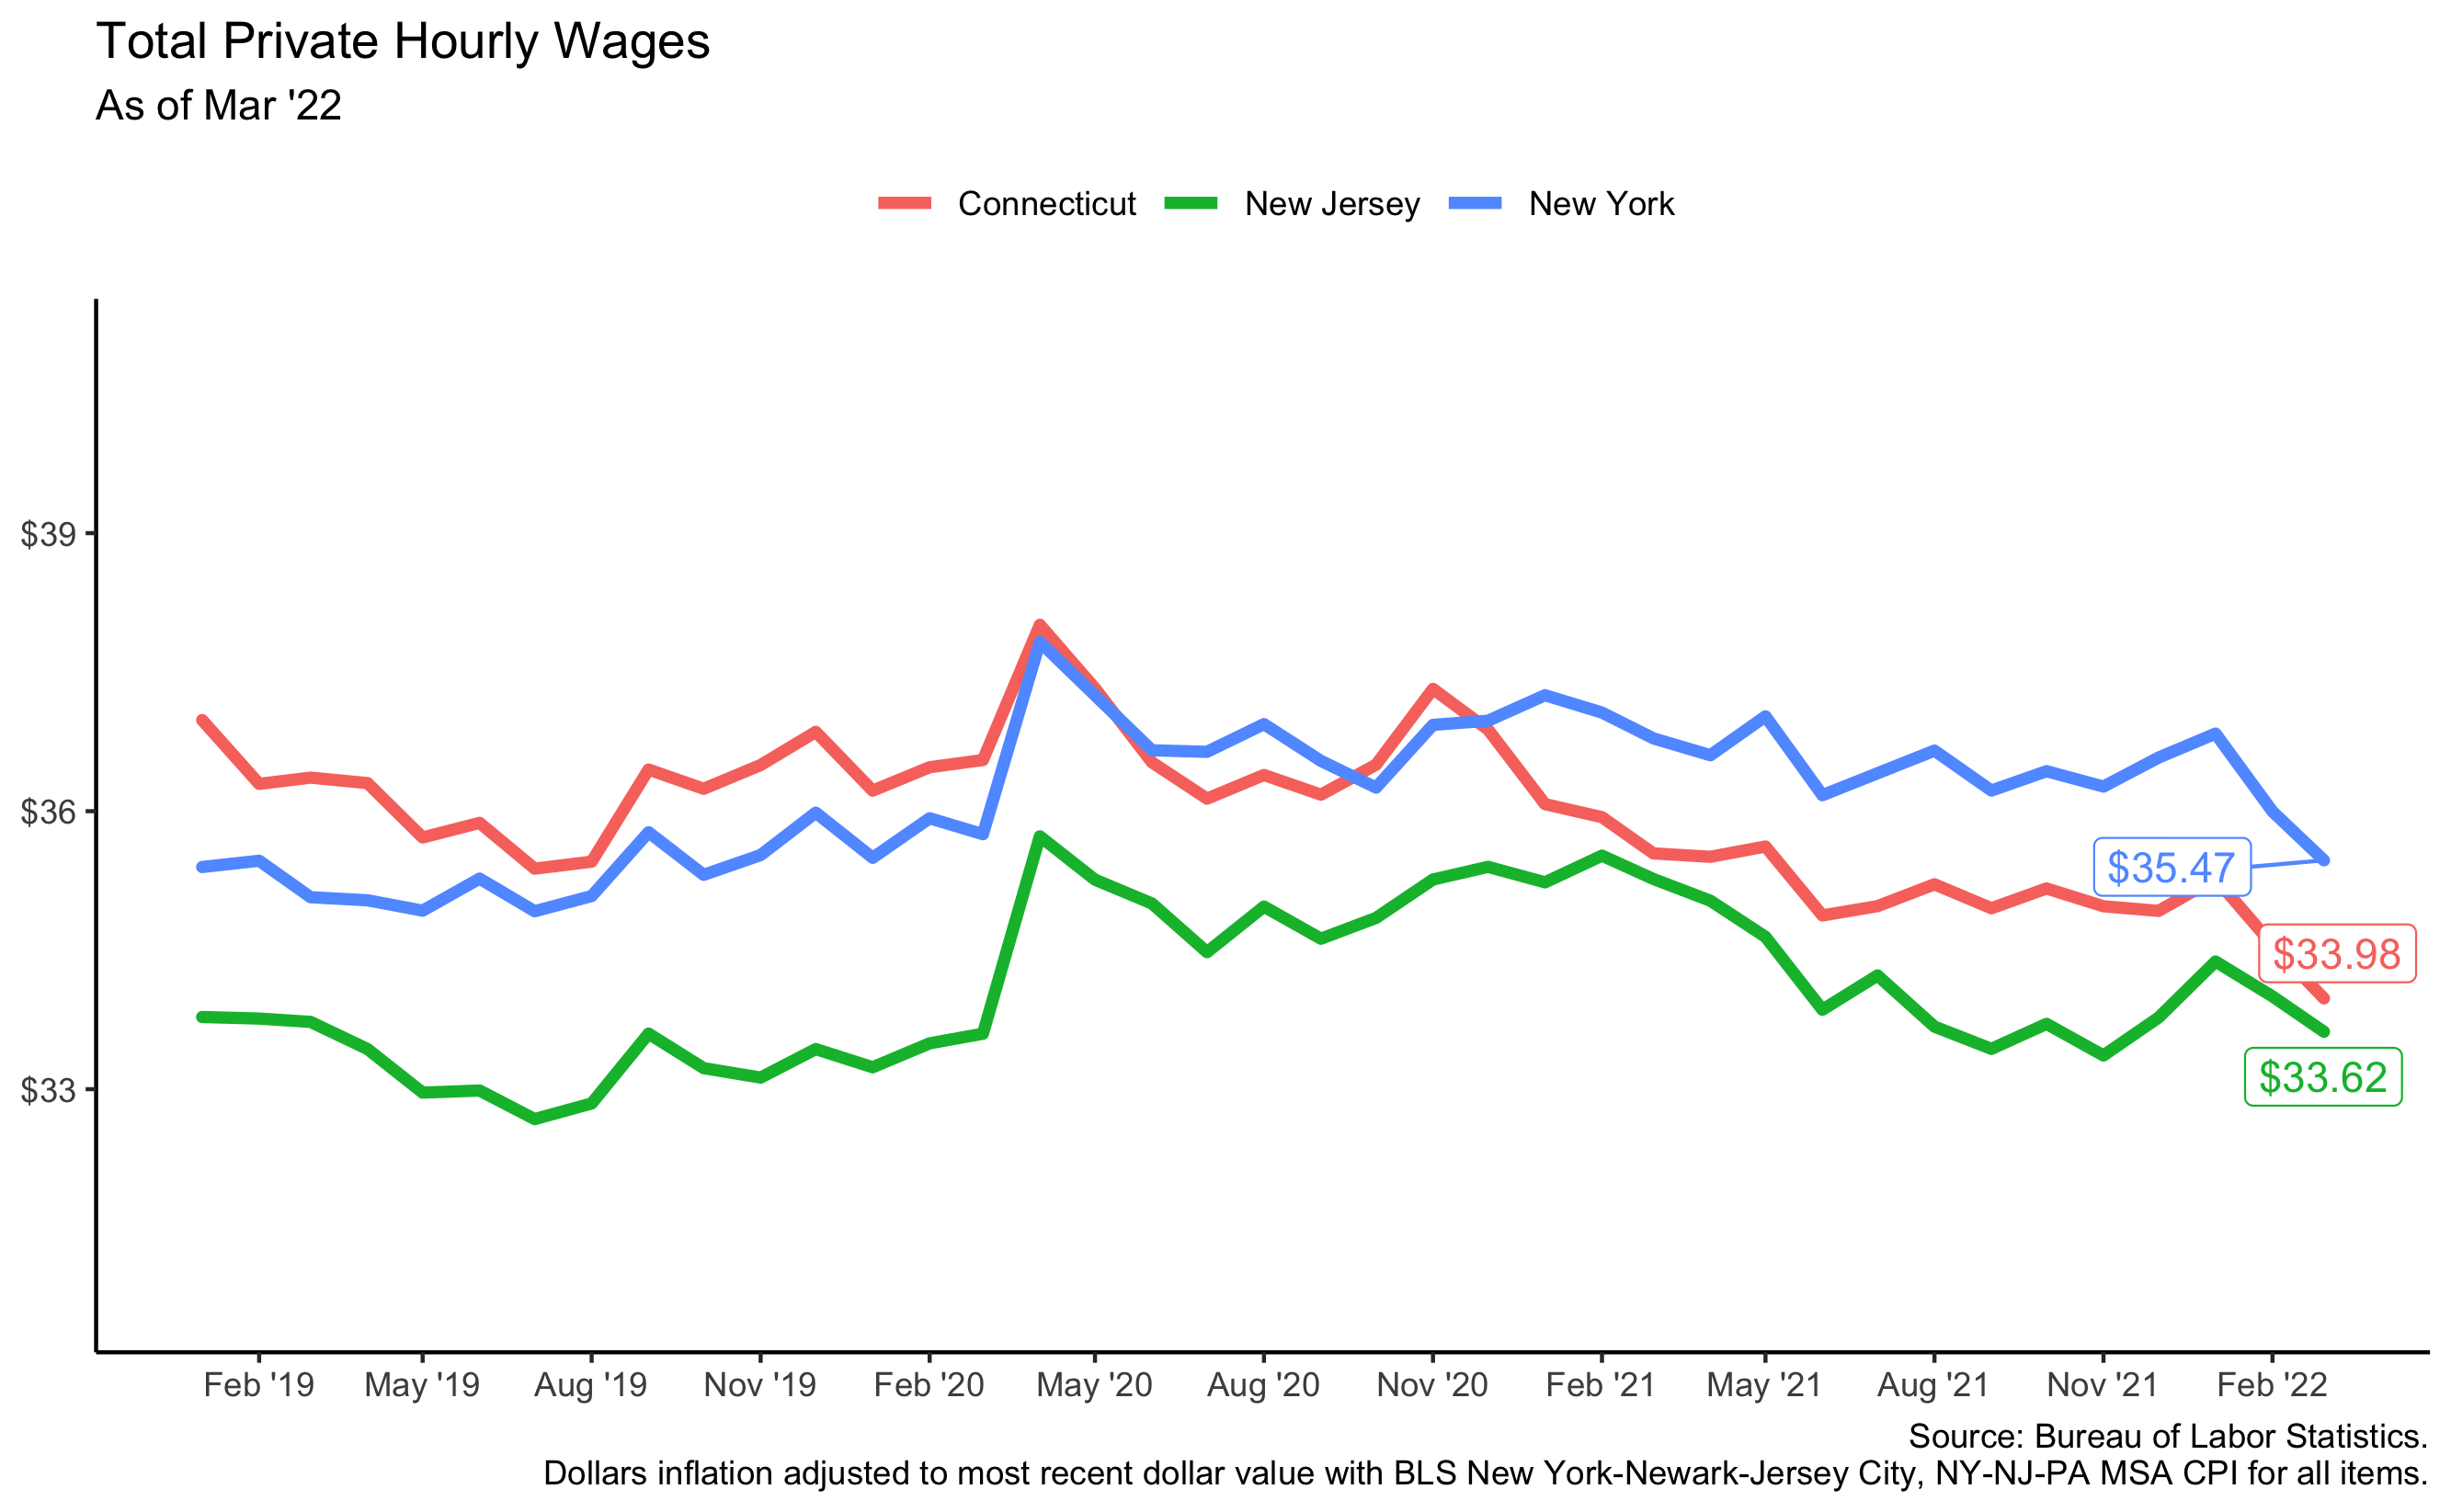 Total Private Hourly Wages
As of Mar '22
Connecticut New Jersey New York
$39
$36
$33
$35.47
$33.98
$33.62
Feb '19 May '19 Aug '19 Nov '19 Feb '20 May '20 Aug '20 Nov '20 Feb '21 May '21 Aug '21 Nov '21 Feb '22
Source: Bureau of Labor Statistics.
Dollars inflation adjusted to most recent dollar value with BLS New York-Newark-Jersey City, NY-NJ-PA MSA CPI for all items.